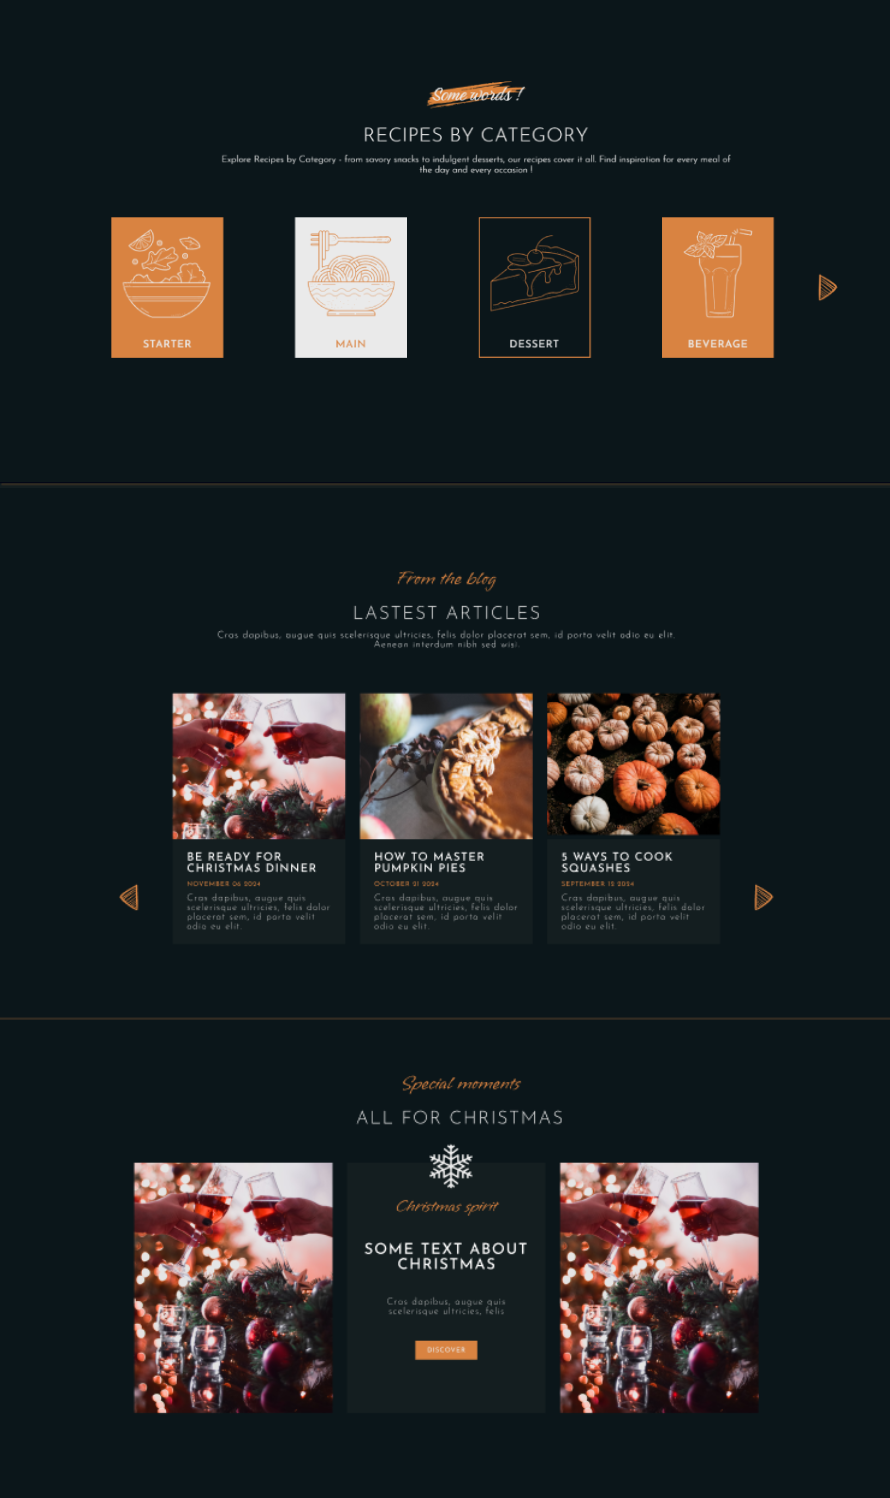 Some words !
RECIPES BY CATEGORY
Explore Recipes by Category - from savory snacks to indulgent desserts, our recipes cover it all. Find inspiration for every meal of
the day and every occasion !
STARTER
MAIN
DESSERT
BEVERAGE
From the blog
LASTEST ARTICLES
Cras dapibus, augue quis scelerisque ultricies, felis dolor placerat sem, id porta velit odio eu elit.
Aenean interdum nibh sed wisi.
BE READY FOR
CHRISTMAS DINNER
NOVEMBER 06 2024
Cras dapibus, augue quis
scelerisque ultricies, felis dolor
placerat sem, id porta velit
odio eu elit.
HOW TO MASTER
PUMPKIN PIES
OCTOBER 21 2024
Cras dapibus, augue quis
scelerisque ultricies, felis dolor
placerat sem, id porta velit
odio eu elit.
5 WAYS TO COOK
SQUASHES
SEPTEMBER 12 2024
Cras dapibus, augue quis
scelerisque ultricies, felis dolor
placerat sem, id porta velit
odio eu elit.
Special moments
ALL FOR CHRISTMAS
Christmas spirit
SOME TEXT ABOUT
CHRISTMAS
Cras dapibus, augue quis
scelerisque ultricies, felis
DISCOVER